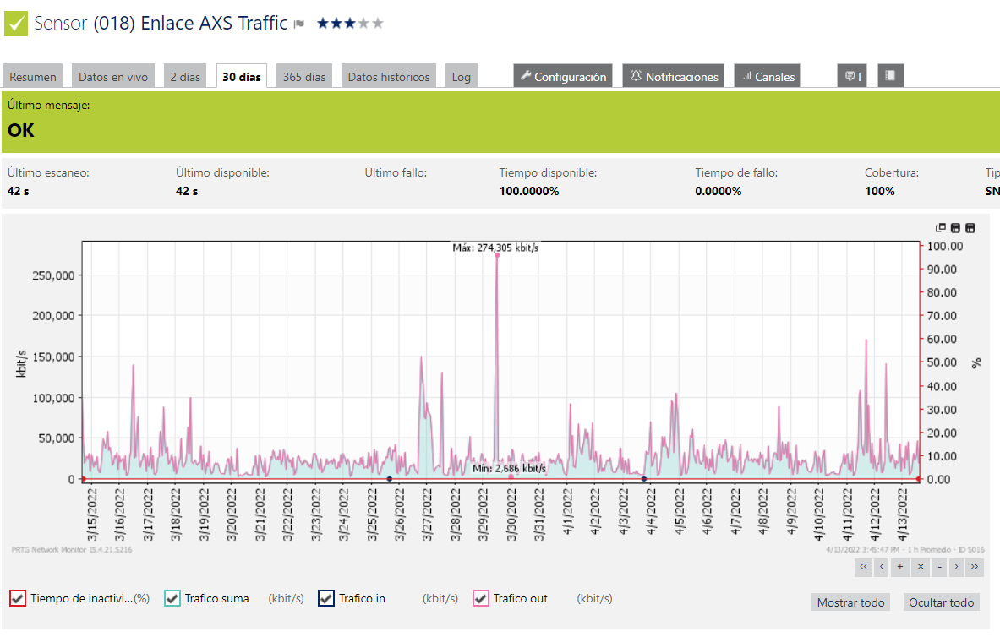 Sensor (018) Enlace AXS Traffic
Resumen Datos en vivo 2 días 30 días 365 días Datos históricos Log Configuración Notificaciones Canales !
Último mensaje:
OK
Último escaneo: Último disponible: Último fallo: Tiempo disponible: Tiempo de fallo: Cobertura: Tip
42 s 42 s 100.0000% 0.0000% 100% SN
Máx: 274,305 kbit/s
100.00
90.00
250,000
80.00
200,000
70.00
60.00
150,000
50.00
kbit/s
%
100,000
40.00
30.00
50,000
20.00
10.00
Mín: 2,686 kbit/s
0
0.00
3/15/2022 3/16/2022 3/17/2022 3/18/2022 3/19/2022 3/20/2022 3/21/2022 3/22/2022 3/23/2022 3/24/2022 3/25/2022 3/26/2022 3/27/2022 3/28/2022 3/29/2022 3/30/2022 3/31/2022 4/1/2022 4/2/2022 4/3/2022 4/4/2022 4/5/2022 4/6/2022 4/7/2022 4/8/2022 4/9/2022 4/10/2022 4/11/2022 4/12/2022 4/13/2022
PRTG Network Monitor 15.4.21.5216 4/13/2022 3:45:47 PM - 1 h Promedio - ID 5016
‹‹ ‹ + × - › ››
Tiempo de inactivi...(%) Trafico suma (kbit/s) Trafico in (kbit/s) Trafico out (kbit/s)
Mostrar todo Ocultar todo